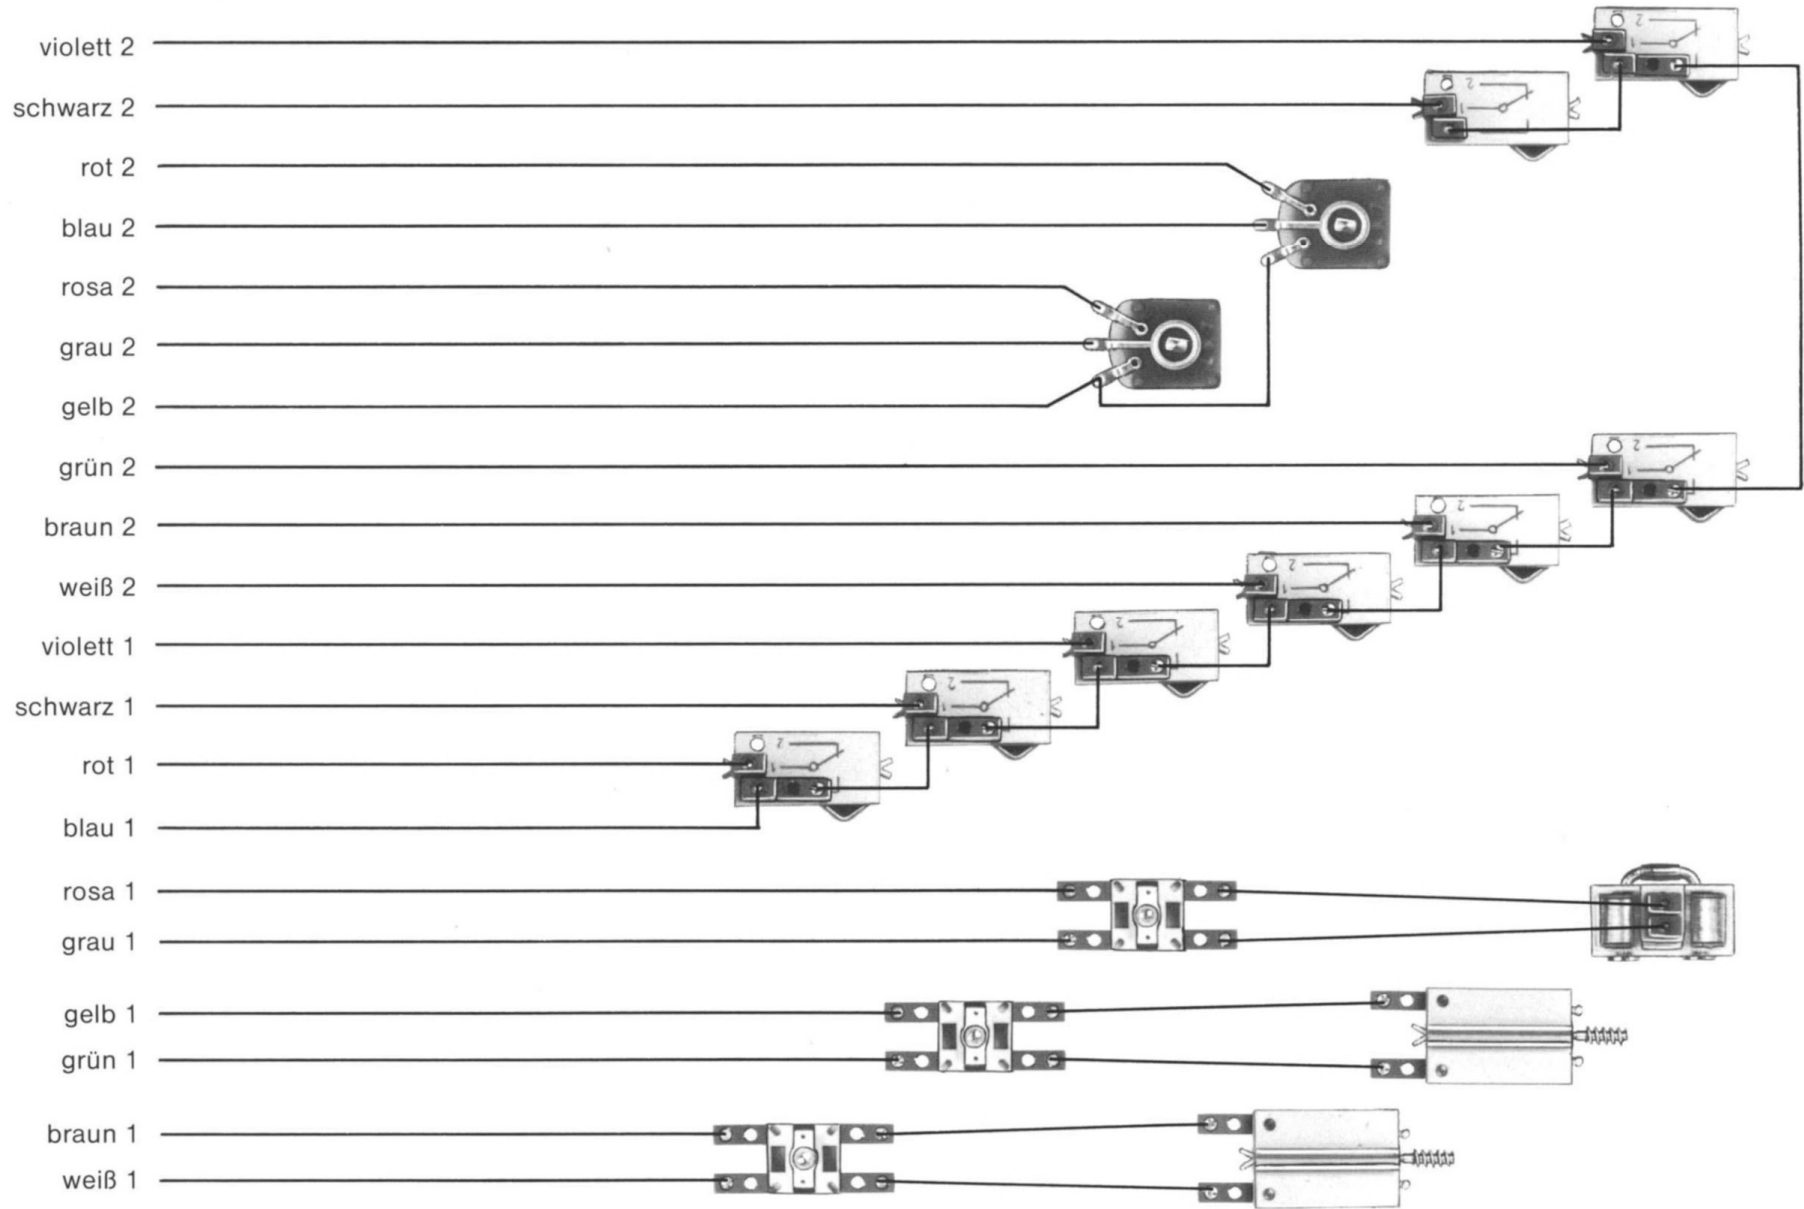 violett 2
schwarz 2
rot 2
blau 2
rosa 2
grau 2
gelb 2
grün 2
braun 2
weiß 2
violett 1
schwarz 1
rot 1
blau 1
rosa 1
grau 1
gelb 1
grün 1
braun 1
weiß 1